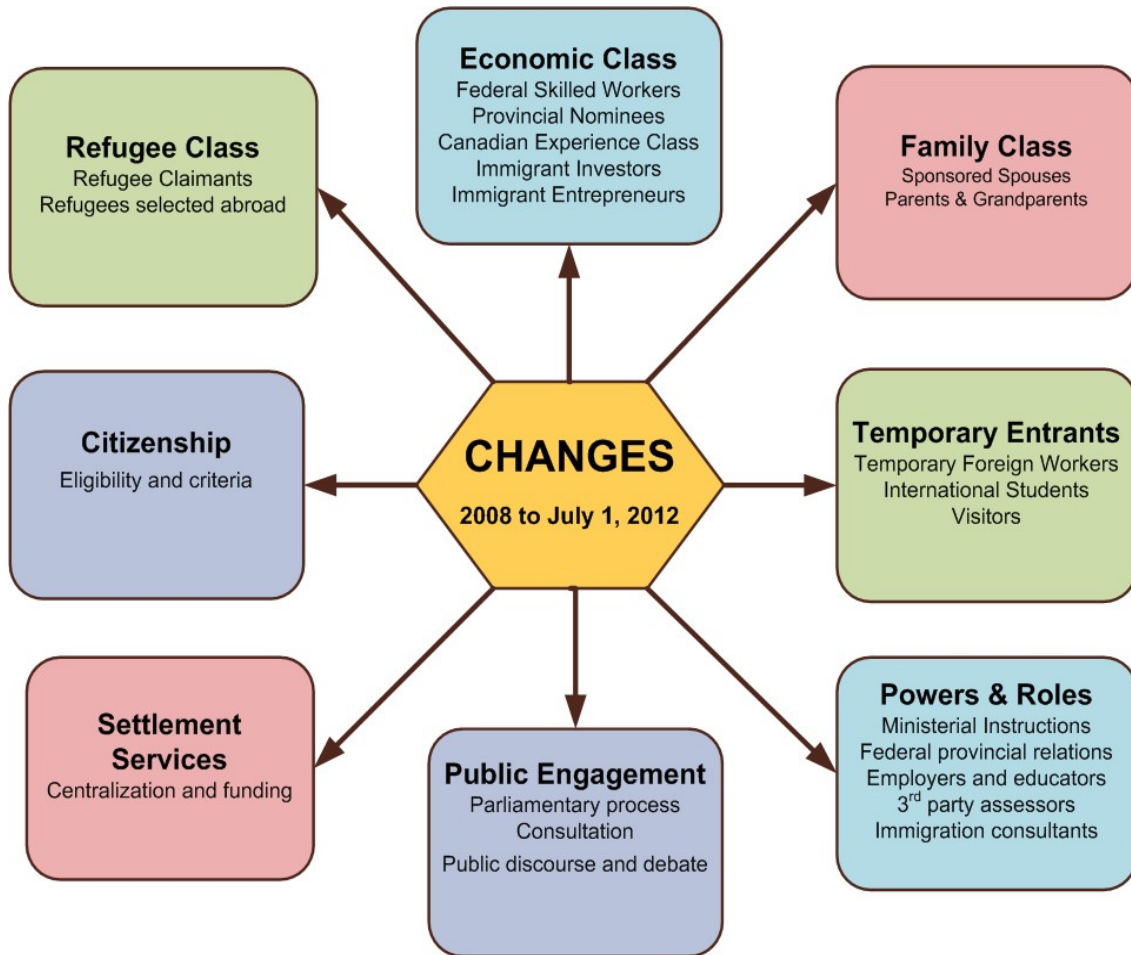 Economic Class
Federal Skilled Workers
Provincial Nominees
Canadian Experience Class
Immigrant Investors
Immigrant Entrepreneurs
Refugee Class
Refugee Claimants
Refugees selected abroad
Family Class
Sponsored Spouses
Parents & Grandparents
Citizenship
Eligibility and criteria
CHANGES
2008 to July 1, 2012
Temporary Entrants
Temporary Foreign Workers
International Students
Visitors
Settlement
Services
Centralization and funding
Public Engagement
Parliamentary process
Consultation
Public discourse and debate
Powers & Roles
Ministerial Instructions
Federal provincial relations
Employers and educators
3rd party assessors
Immigration consultants